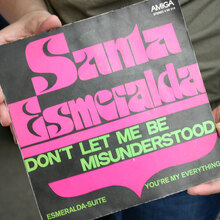 AMIGA
Santa
Esmeralda
DON'T LET ME BE
MISUNDERSTOOD
YOU'RE MY EVERYTHING
ESMERALDA-SUITE